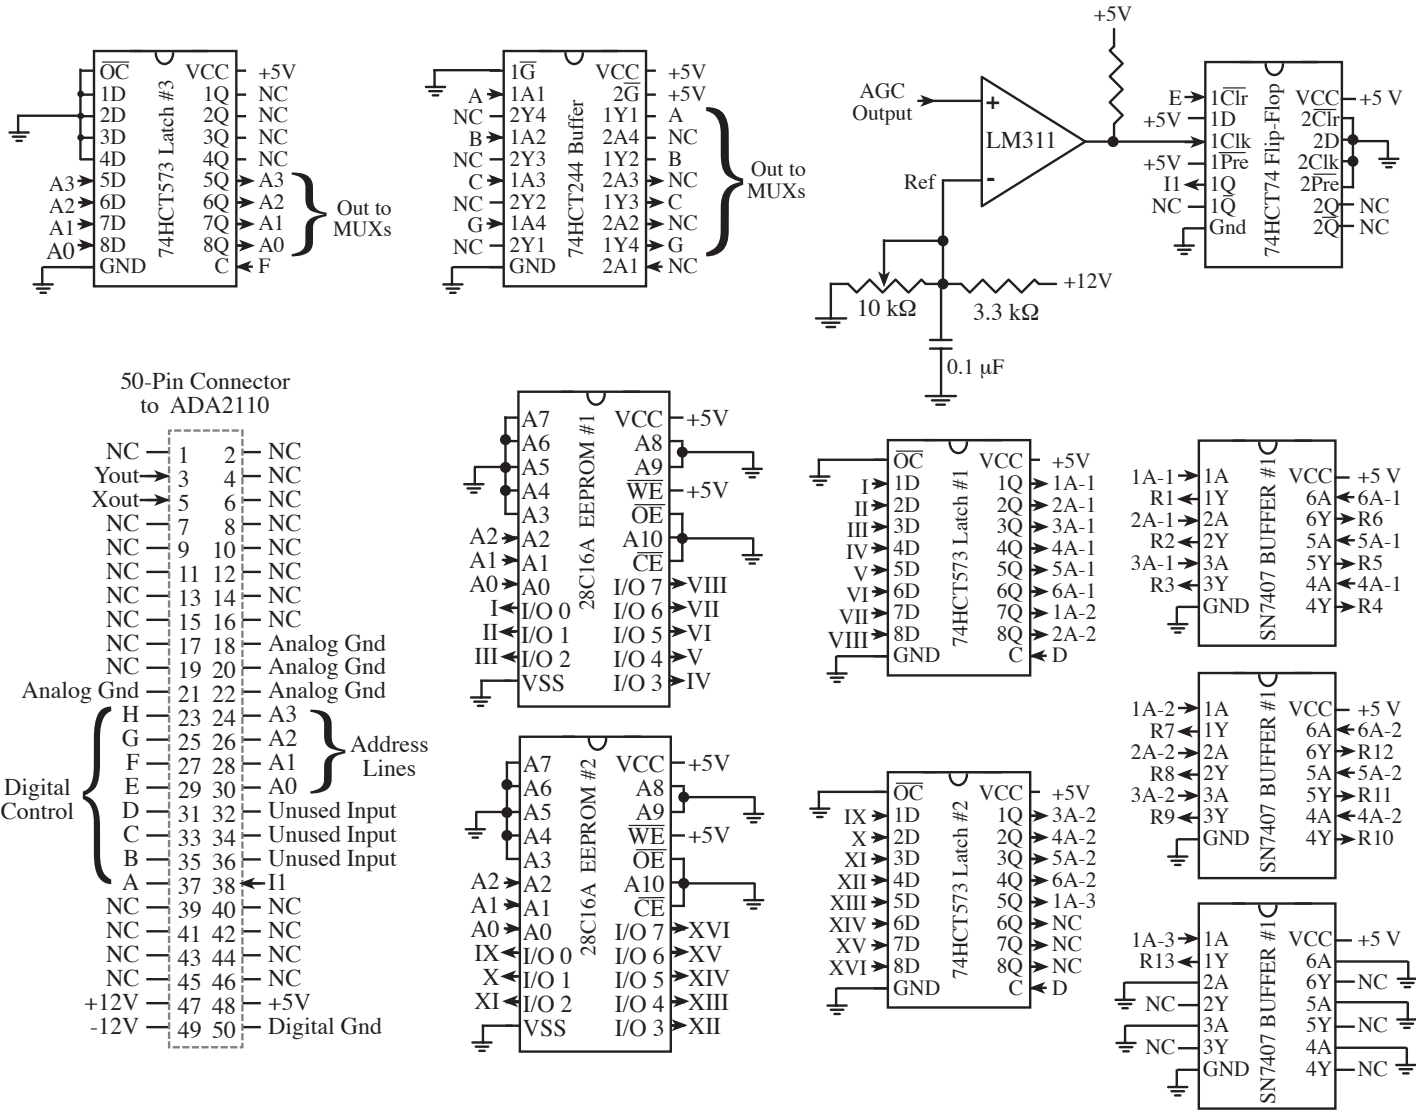 74HCT573 Latch #3
OC VCC +5V
1D 1Q NC
2D 2Q NC
3D 3Q NC
4D 4Q NC
A3 5D 5Q A3
A2 6D 6Q A2
A1 7D 7Q A1
A0 8D 8Q A0
GND C F
Out to
MUXs
74HCT244 Buffer
1G VCC +5V
A 1A1 2G +5V
NC 2Y4 1Y1 A
B 1A2 2A4 NC
NC 2Y3 1Y2 B
C 1A3 2A3 NC
NC 2Y2 1Y3 C
G 1A4 2A2 NC
NC 2Y1 1Y4 G
GND 2A1 NC
Out to
MUXs
+5V
AGC
Output
+
LM311
-
Ref
10 kΩ
3.3 kΩ
+12V
0.1 µF
74HCT74 Flip-Flop
E 1Clr VCC +5 V
+5V 1D 2Clr
1Clk 2D
+5V 1Pre 2Clk
I1 1Q 2Pre
NC 1Q 2Q NC
Gnd 2Q NC
50-Pin Connector
to ADA2110
NC 1 2 NC
Yout 3 4 NC
Xout 5 6 NC
NC 7 8 NC
NC 9 10 NC
NC 11 12 NC
NC 13 14 NC
NC 15 16 NC
NC 17 18 Analog Gnd
NC 19 20 Analog Gnd
Analog Gnd 21 22 Analog Gnd
H 23 24 A3
G 25 26 A2
F 27 28 A1
E 29 30 A0
D 31 32 Unused Input
C 33 34 Unused Input
B 35 36 Unused Input
A 37 38 I1
NC 39 40 NC
NC 41 42 NC
NC 43 44 NC
NC 45 46 NC
+12V 47 48 +5V
-12V 49 50 Digital Gnd
Digital
Control
Address
Lines
28C16A EEPROM #1
A7 VCC +5V
A6 A8
A5 A9
A4 WE +5V
A3 OE
A2 A2 A10
A1 A1 CE
A0 A0 I/O 7 VIII
I I/O 0 I/O 6 VII
II I/O 1 I/O 5 VI
III I/O 2 I/O 4 V
VSS I/O 3 IV
28C16A EEPROM #2
A7 VCC +5V
A6 A8
A5 A9
A4 WE +5V
A3 OE
A2 A2 A10
A1 A1 CE
A0 A0 I/O 7 XVI
IX I/O 0 I/O 6 XV
X I/O 1 I/O 5 XIV
XI I/O 2 I/O 4 XIII
VSS I/O 3 XII
74HCT573 Latch #1
OC VCC +5V
I 1D 1Q 1A-1
II 2D 2Q 2A-1
III 3D 3Q 3A-1
IV 4D 4Q 4A-1
V 5D 5Q 5A-1
VI 6D 6Q 6A-1
VII 7D 7Q 1A-2
VIII 8D 8Q 2A-2
GND C D
74HCT573 Latch #2
OC VCC +5V
IX 1D 1Q 3A-2
X 2D 2Q 4A-2
XI 3D 3Q 5A-2
XII 4D 4Q 6A-2
XIII 5D 5Q 1A-3
XIV 6D 6Q NC
XV 7D 7Q NC
XVI 8D 8Q NC
GND C D
SN7407 BUFFER #1
1A-1 1A VCC +5 V
R1 1Y 6A 6A-1
2A-1 2A 6Y R6
R2 2Y 5A 5A-1
3A-1 3A 5Y R5
R3 3Y 4A 4A-1
GND 4Y R4
SN7407 BUFFER #1
1A-2 1A VCC +5 V
R7 1Y 6A 6A-2
2A-2 2A 6Y R12
R8 2Y 5A 5A-2
3A-2 3A 5Y R11
R9 3Y 4A 4A-2
GND 4Y R10
SN7407 BUFFER #1
1A-3 1A VCC +5 V
R13 1Y 6A
2A 6Y NC
NC 2Y 5A
3A 5Y NC
NC 3Y 4A
GND 4Y NC